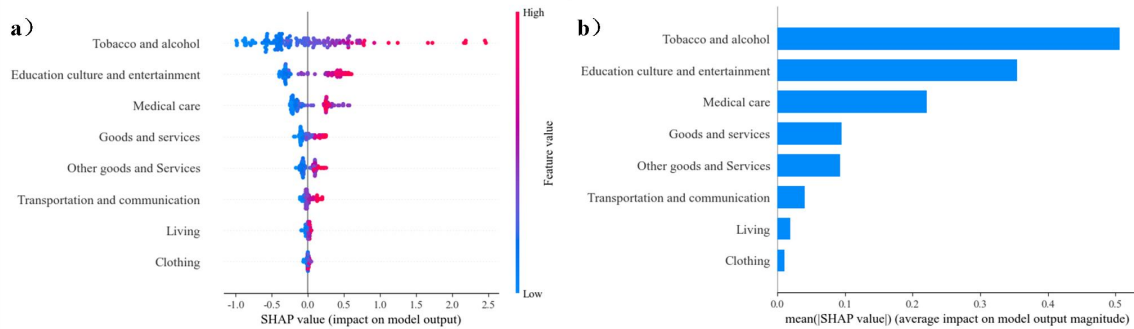 a)
Tobacco and alcohol
Education culture and entertainment
Medical care
Goods and services
Other goods and Services
Transportation and communication
Living
Clothing
-1.0 -0.5 0.0 0.5 1.0 1.5 2.0 2.5
SHAP value (impact on model output)
High
Feature value
Low
b)
Tobacco and alcohol
Education culture and entertainment
Medical care
Goods and services
Other goods and Services
Transportation and communication
Living
Clothing
0.0 0.1 0.2 0.3 0.4 0.5
mean(|SHAP value|) (average impact on model output magnitude)